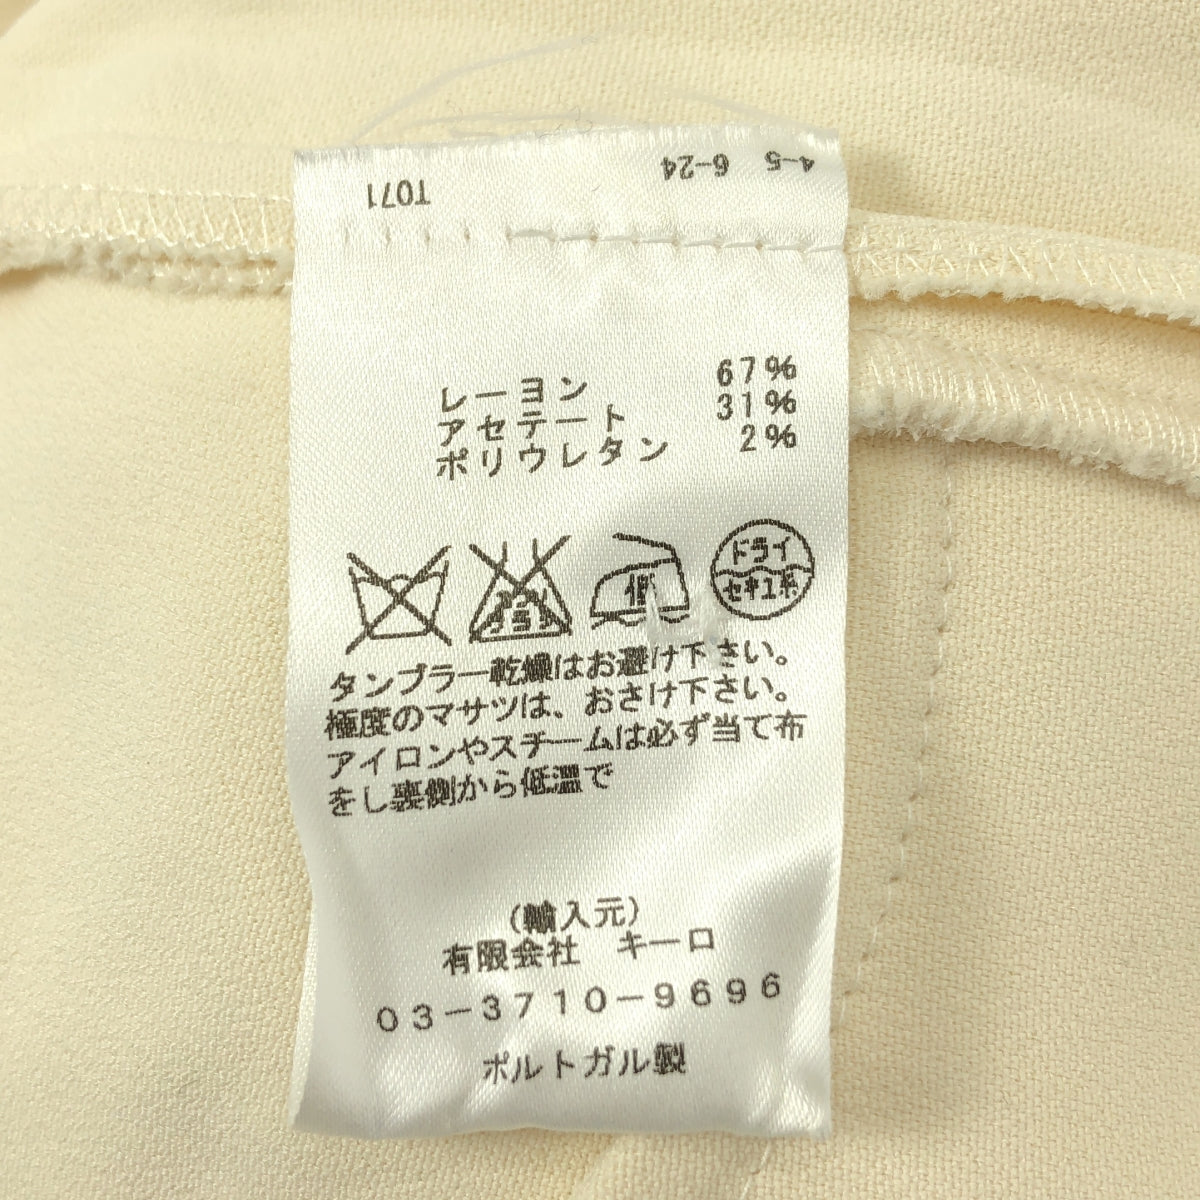 4-5 6-24
T071
レーヨン 67%
アセテート 31%
ポリウレタン 2%
低
ドライ
セキユ系
タンブラー乾燥はお避け下さい。
極度のマサツは、おさけ下さい。
アイロンやスチームは必ず当て布
をし裏側から低温で
(輸入元)
有限会社 キーロ
03-3710-9696
ポルトガル製